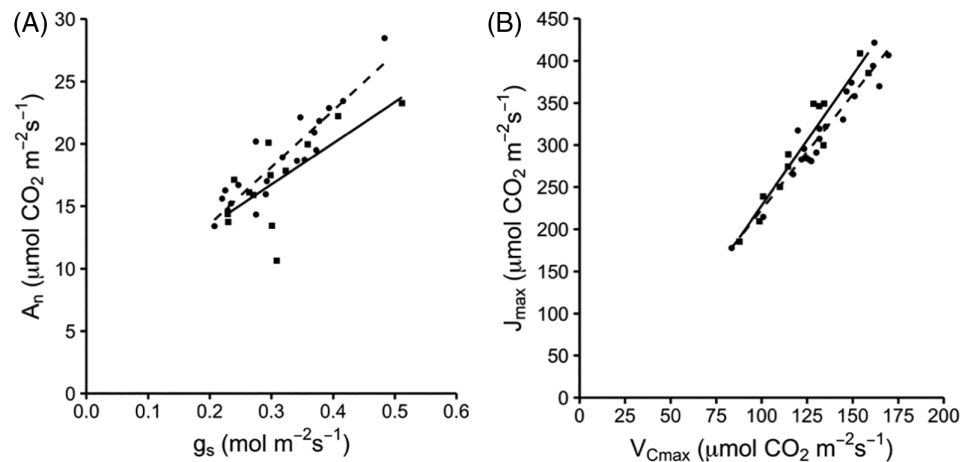 (A)
30
25
20
15
10
5
0
Aₙ (μmol CO₂ m⁻²s⁻¹)
0.0 0.1 0.2 0.3 0.4 0.5 0.6
gₛ (mol m⁻²s⁻¹)
(B)
450
400
350
300
250
200
150
100
50
0
Jₘₐₓ (μmol CO₂ m⁻²s⁻¹)
0 25 50 75 100 125 150 175 200
V_Cmax (μmol CO₂ m⁻²s⁻¹)